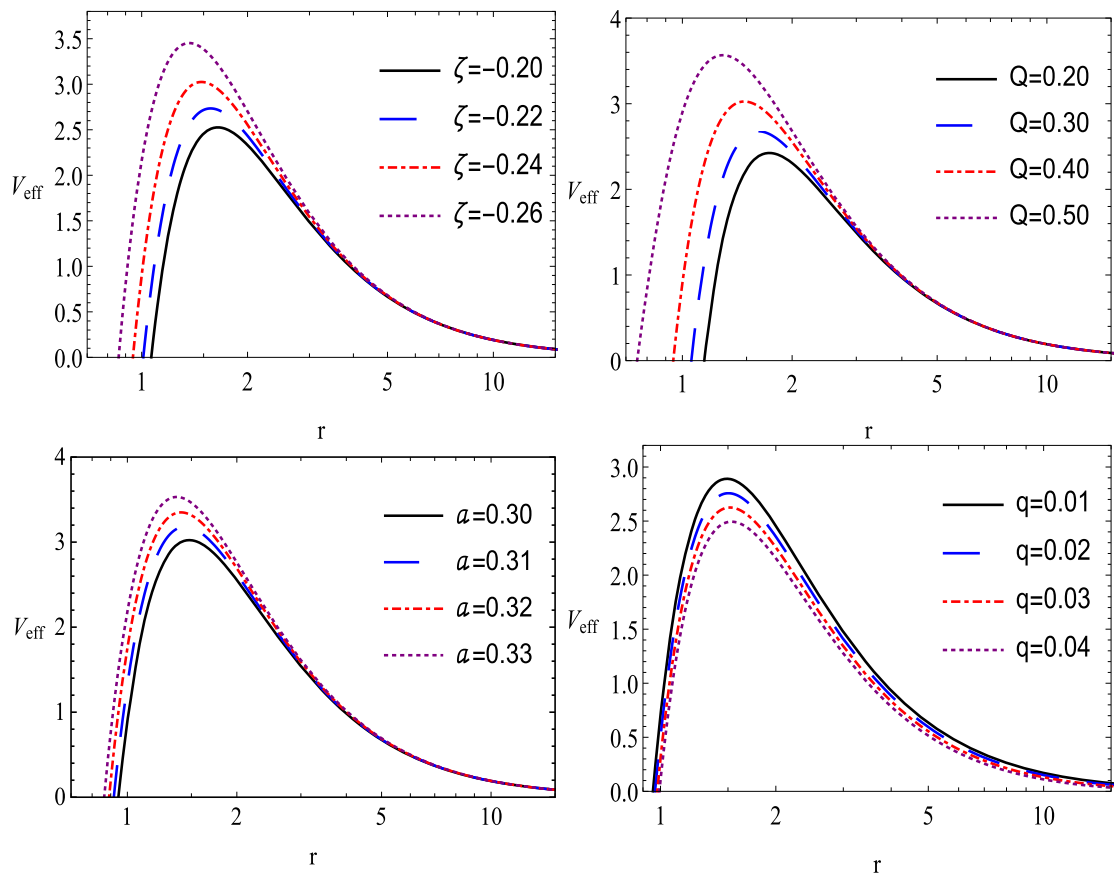 3.5
3.0
2.5
2.0
1.5
1.0
0.5
0.0
V_eff
1 2 5 10
r
ζ=-0.20
ζ=-0.22
ζ=-0.24
ζ=-0.26
4
3
2
1
0
V_eff
1 2 5 10
r
Q=0.20
Q=0.30
Q=0.40
Q=0.50
4
3
2
1
0
V_eff
1 2 5 10
r
a=0.30
a=0.31
a=0.32
a=0.33
3.0
2.5
2.0
1.5
1.0
0.5
0.0
V_eff
1 2 5 10
r
q=0.01
q=0.02
q=0.03
q=0.04